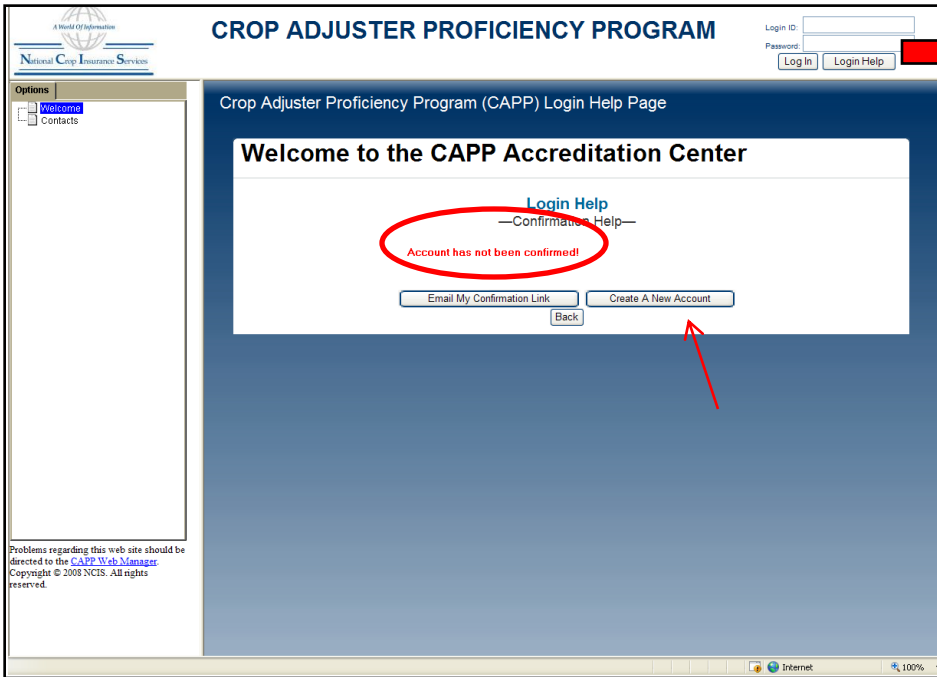 A World Of Information
National Crop Insurance Services
CROP ADJUSTER PROFICIENCY PROGRAM
Login ID:
Password:
Log In Login Help
Options
Welcome
Contacts
Crop Adjuster Proficiency Program (CAPP) Login Help Page
Welcome to the CAPP Accreditation Center
Login Help
—Confirmation Help—
Account has not been confirmed!
Email My Confirmation Link Create A New Account
Back
Problems regarding this web site should be
directed to the CAPP Web Manager.
Copyright © 2008 NCIS. All rights
reserved.
Internet 100%